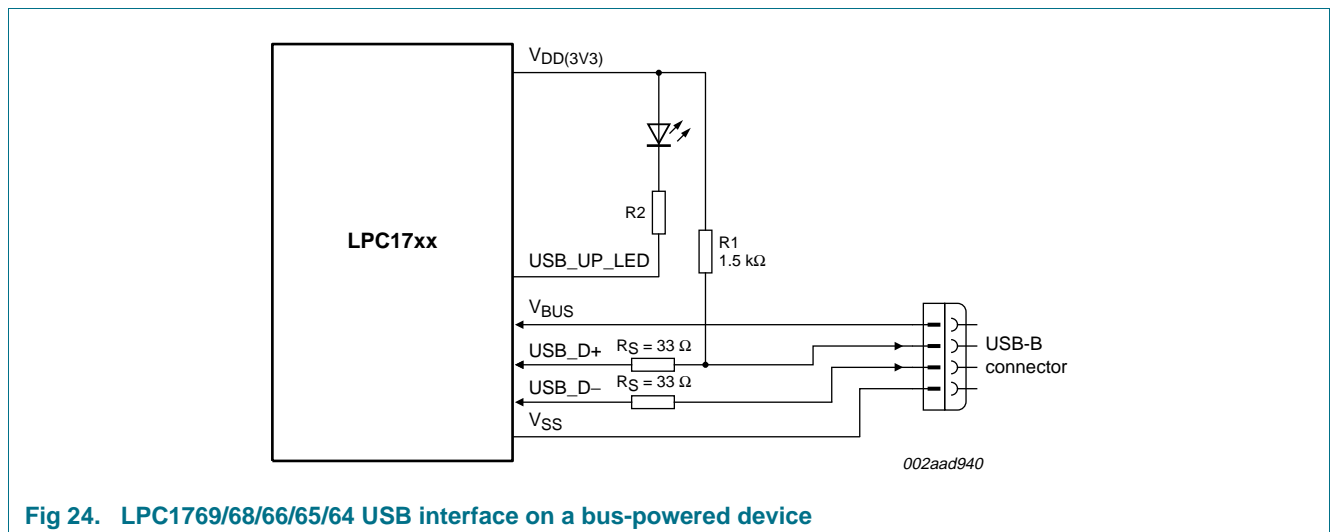 VDD(3V3)
R2
LPC17xx
R1
1.5 kΩ
USB_UP_LED
VBUS
USB_D+
RS = 33 Ω
USB_D−
RS = 33 Ω
VSS
USB-B
connector
002aad940
Fig 24. LPC1769/68/66/65/64 USB interface on a bus-powered device